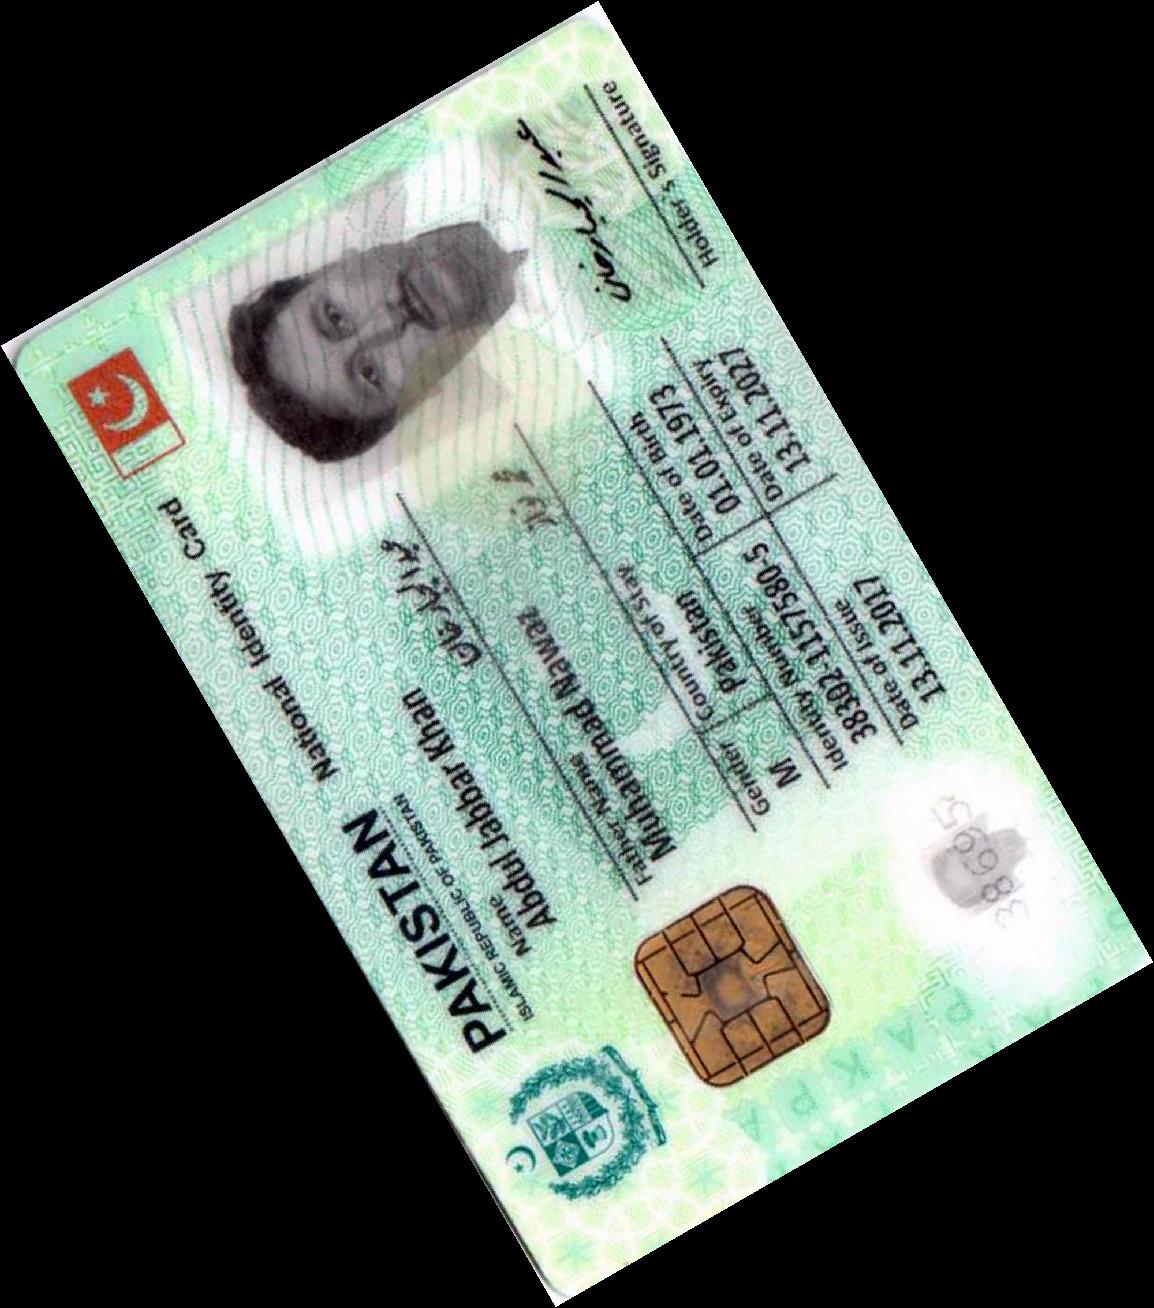 PAKISTAN
National Identity Card
ISLAMIC REPUBLIC OF PAKISTAN
Name
Abdul Jabbar Khan
عبدالجبار خان
Father Name
Muhammad Nawaz
محمد نواز
Gender
Country of Stay
M
Pakistan
Identity Number
Date of Birth
38302-1157580-5
01.01.1973
Date of Issue
Date of Expiry
13.11.2017
13.11.2027
Holder's Signature
38695
PAKPA